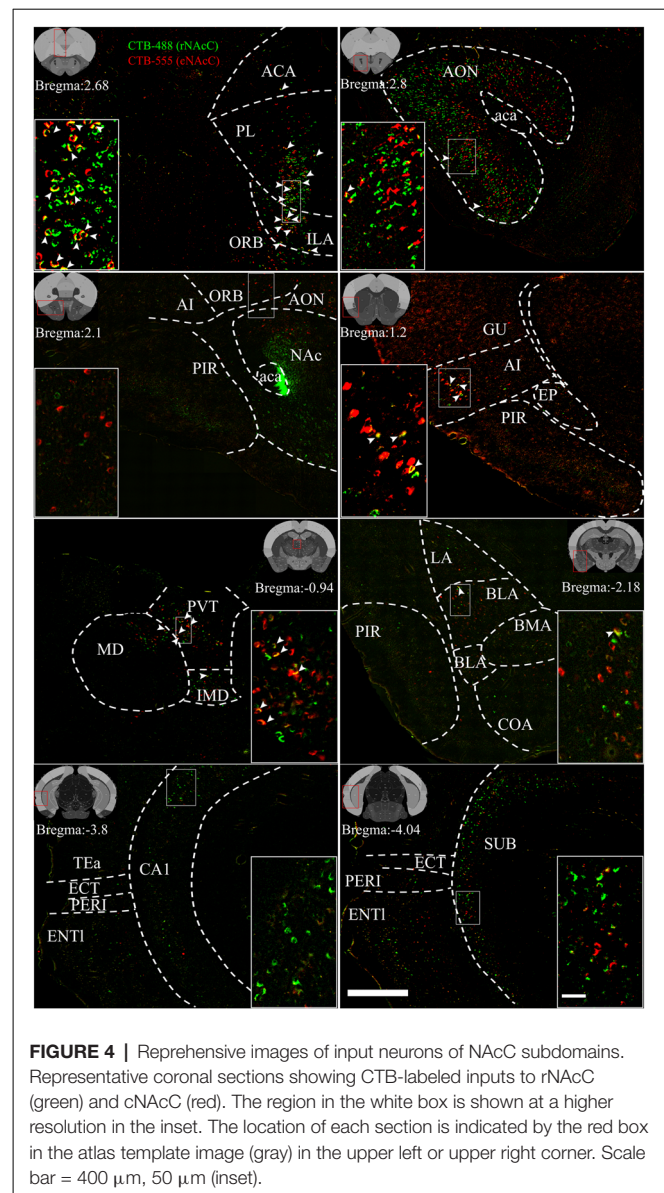 CTB-488 (rNAcC)
CTB-555 (cNAcC)
Bregma:2.68
ACA
PL
ORB
ILA
Bregma:2.8
AON
aca
Bregma:2.1
AI
ORB
AON
PIR
NAc
aca
Bregma:1.2
GU
AI
EP
PIR
Bregma:-0.94
PVT
MD
IMD
Bregma:-2.18
LA
BLA
PIR
BMA
BLA
COA
Bregma:-3.8
TEa
CA1
ECT
PERI
ENTl
Bregma:-4.04
SUB
ECT
PERI
ENTl
FIGURE 4 | Reprehensive images of input neurons of NAcC subdomains.
Representative coronal sections showing CTB-labeled inputs to rNAcC
(green) and cNAcC (red). The region in the white box is shown at a higher
resolution in the inset. The location of each section is indicated by the red box
in the atlas template image (gray) in the upper left or upper right corner. Scale
bar = 400 μm, 50 μm (inset).